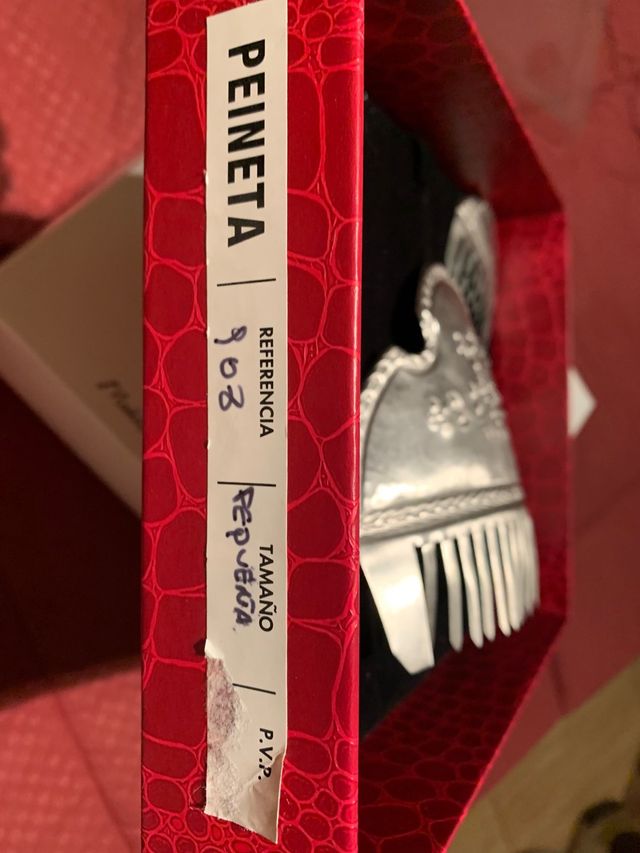 PEINETA
REFERENCIA
903
TAMAÑO
PEQUEÑA.
P.V.P.